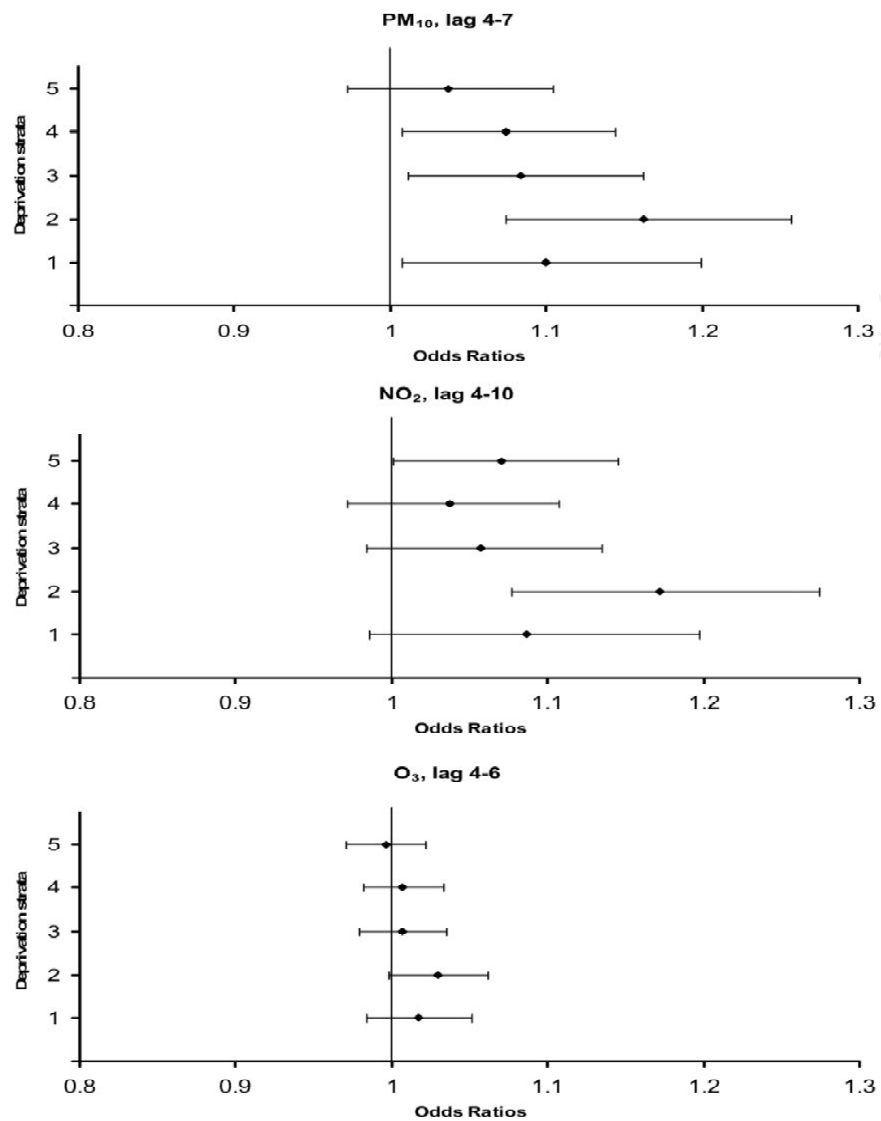 PM₁₀, lag 4-7
Deprivation strata
5
4
3
2
1
0.8 0.9 1 1.1 1.2 1.3
Odds Ratios
NO₂, lag 4-10
Deprivation strata
5
4
3
2
1
0.8 0.9 1 1.1 1.2 1.3
Odds Ratios
O₃, lag 4-6
Deprivation strata
5
4
3
2
1
0.8 0.9 1 1.1 1.2 1.3
Odds Ratios